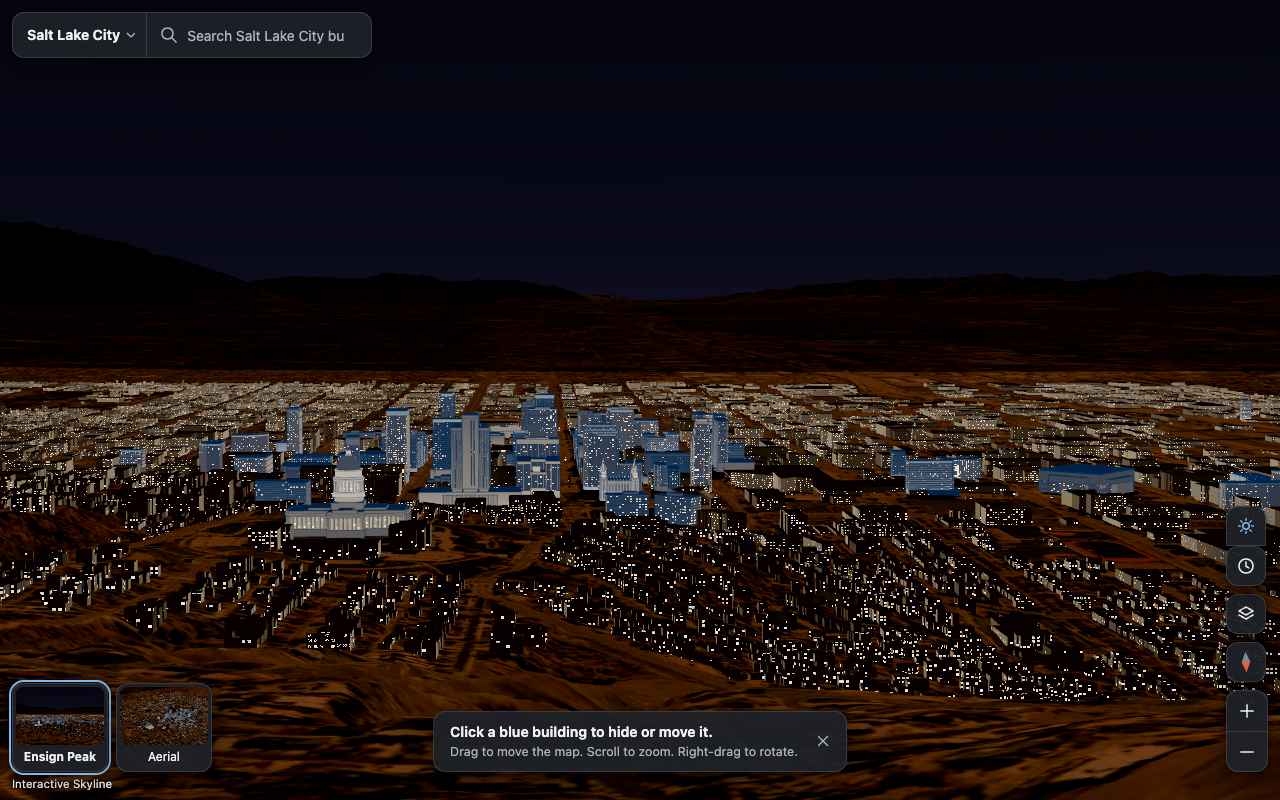 Salt Lake City
Search Salt Lake City bu
Ensign Peak
Aerial
Interactive Skyline
Click a blue building to hide or move it.
Drag to move the map. Scroll to zoom. Right-drag to rotate.